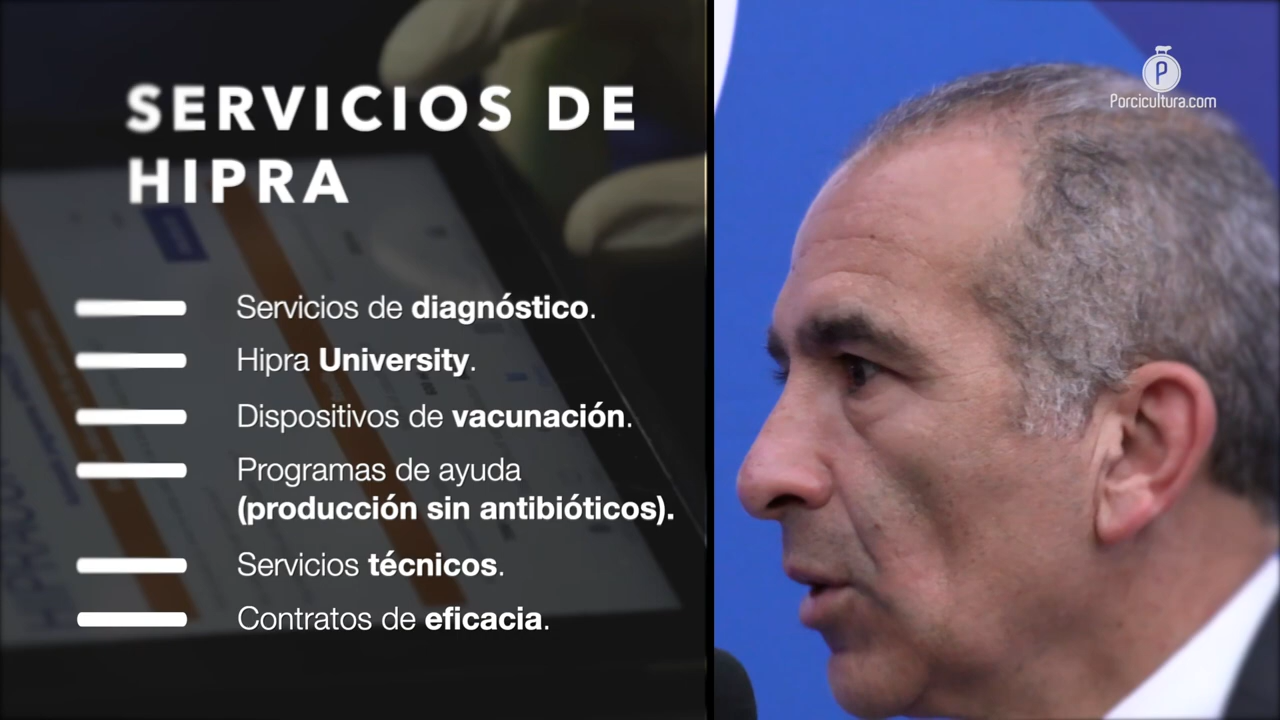 SERVICIOS DE
HIPRA
Servicios de diagnóstico.
Hipra University.
Dispositivos de vacunación.
Programas de ayuda
(producción sin antibióticos).
Servicios técnicos.
Contratos de eficacia.
P
Porcicultura.com